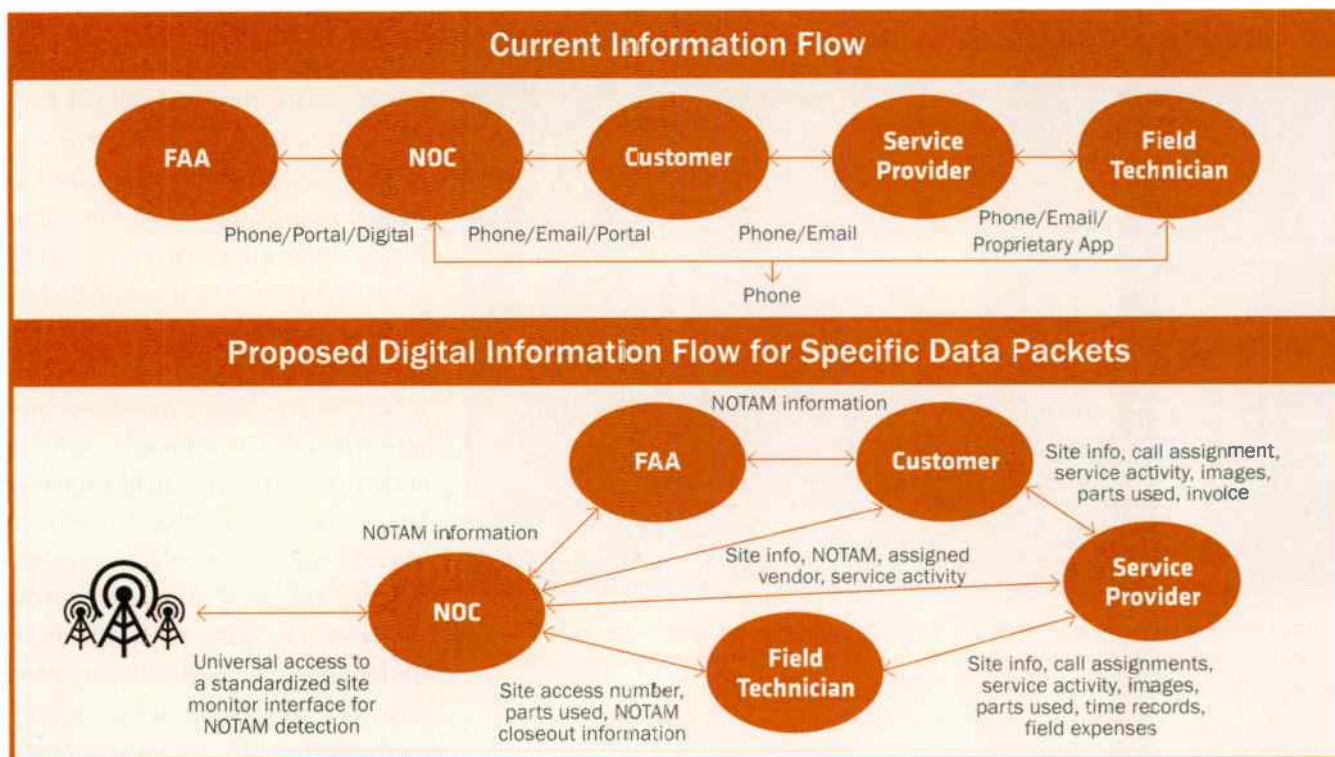 Current Information Flow
FAA
NOC
Customer
Service
Provider
Field
Technician
Phone/Portal/Digital
Phone/Email/Portal
Phone/Email
Phone/Email/
Proprietary App
Phone
Proposed Digital Information Flow for Specific Data Packets
NOTAM information
FAA
Customer
Site info, call assignment,
service activity, images,
parts used, invoice
NOTAM information
Site info, NOTAM, assigned
vendor, service activity
Service
Provider
NOC
Field
Technician
Universal access to
a standardized site
monitor interface for
NOTAM detection
Site access number,
parts used, NOTAM
closeout information
Site info, call assignments,
service activity, images,
parts used, time records,
field expenses